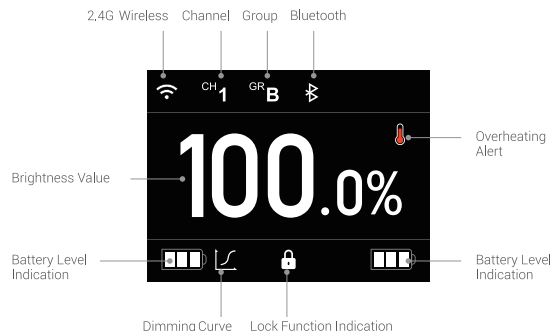 2,4G Wireless Channel Group Bluetooth
CH 1 GR B
Overheating
Alert
Brightness Value
100.0%
Battery Level
Indication
Battery Level
Indication
Dimming Curve Lock Function Indication